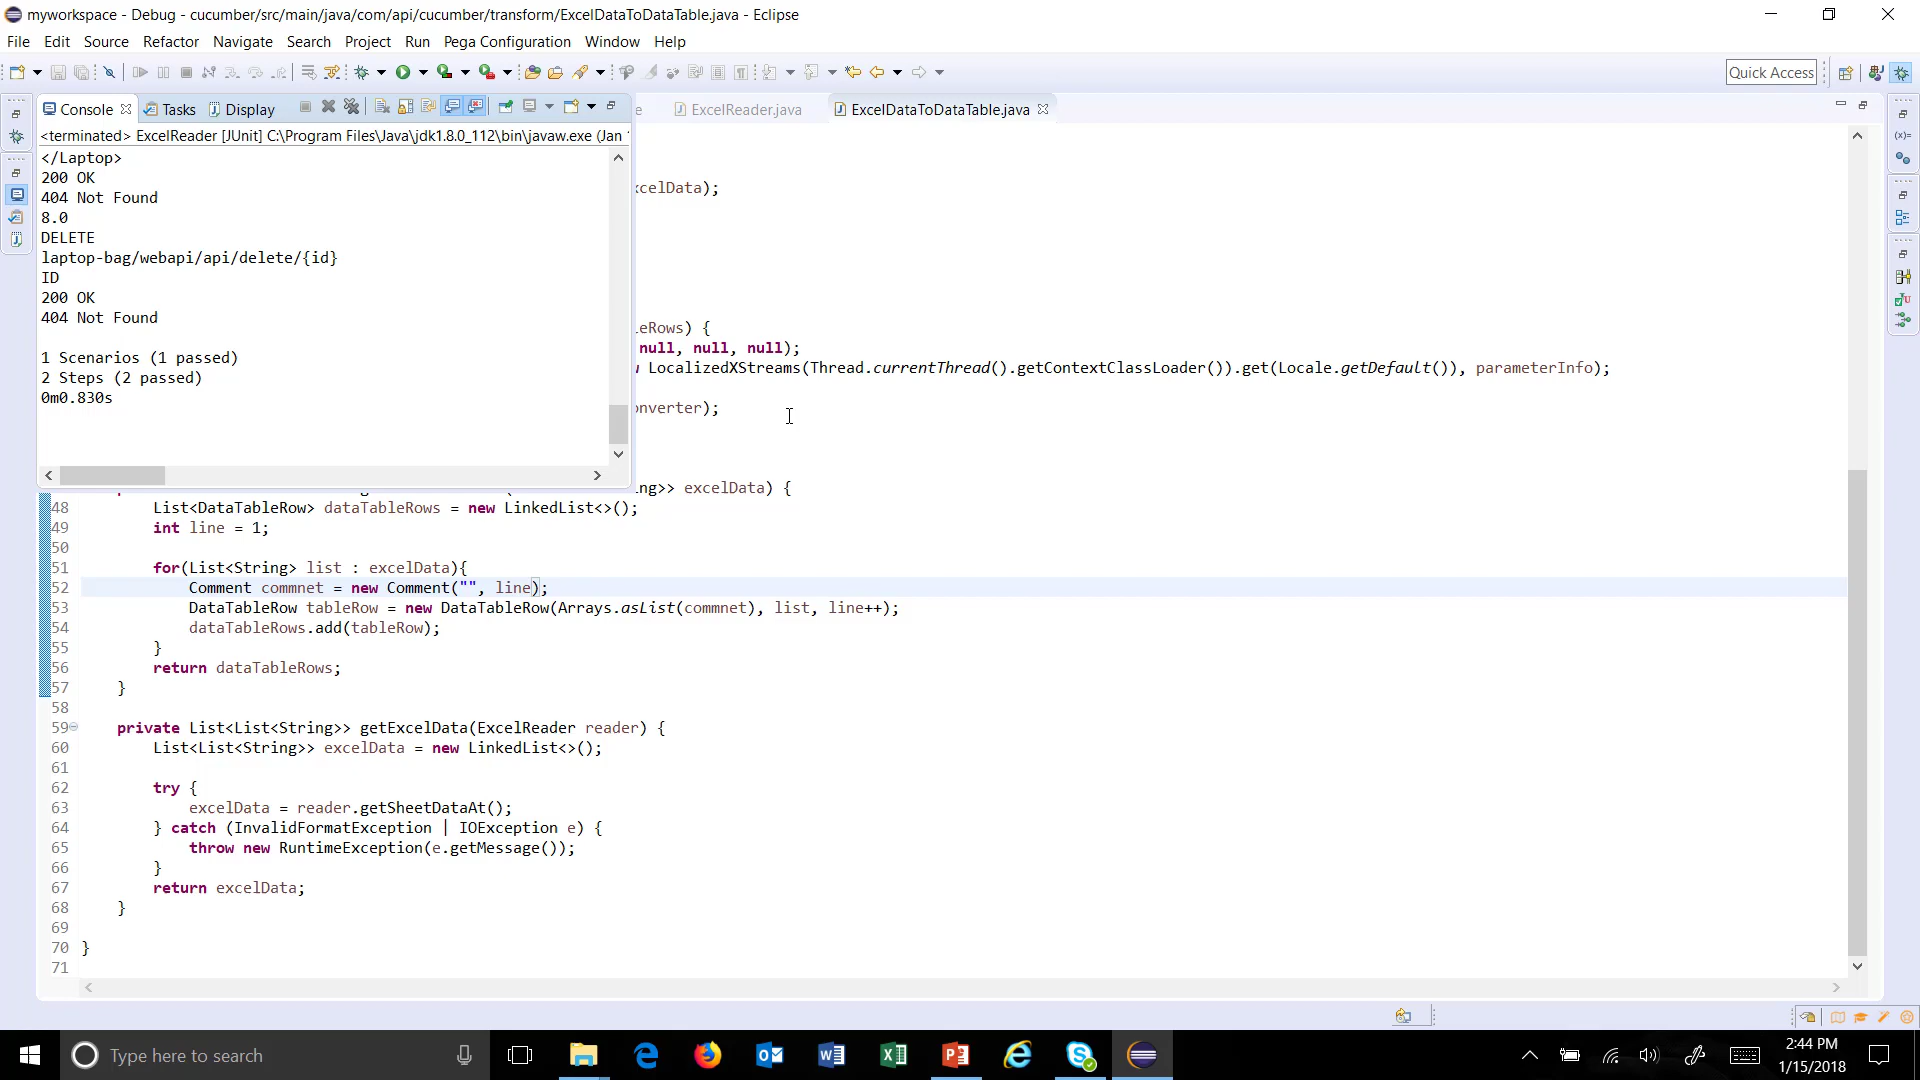 myworkspace - Debug - cucumber/src/main/java/com/api/cucumber/transform/ExcelDataToDataTable.java - Eclipse
File Edit Source Refactor Navigate Search Project Run Pega Configuration Window Help
Quick Access
Console Tasks Display
ExcelReader.java ExcelDataToDataTable.java
<terminated> ExcelReader [JUnit] C:\Program Files\Java\jdk1.8.0_112\bin\javaw.exe (Jan
</Laptop>
200 OK
404 Not Found
8.0
DELETE
laptop-bag/webapi/api/delete/{id}
ID
200 OK
404 Not Found
1 Scenarios (1 passed)
2 Steps (2 passed)
0m0.830s
xcelData);
leRows) {
null, null, null);
LocalizedXStreams(Thread.currentThread().getContextClassLoader()).get(Locale.getDefault()), parameterInfo);
onverter);
ng>> excelData) {
48 List<DataTableRow> dataTableRows = new LinkedList<>();
49 int line = 1;
50
51 for(List<String> list : excelData){
52 Comment commnet = new Comment("", line);
53 DataTableRow tableRow = new DataTableRow(Arrays.asList(commnet), list, line++);
54 dataTableRows.add(tableRow);
55 }
56 return dataTableRows;
57 }
58
59 private List<List<String>> getExcelData(ExcelReader reader) {
60 List<List<String>> excelData = new LinkedList<>();
61
62 try {
63 excelData = reader.getSheetDataAt();
64 } catch (InvalidFormatException | IOException e) {
65 throw new RuntimeException(e.getMessage());
66 }
67 return excelData;
68 }
69
70 }
71
Type here to search
2:44 PM
1/15/2018